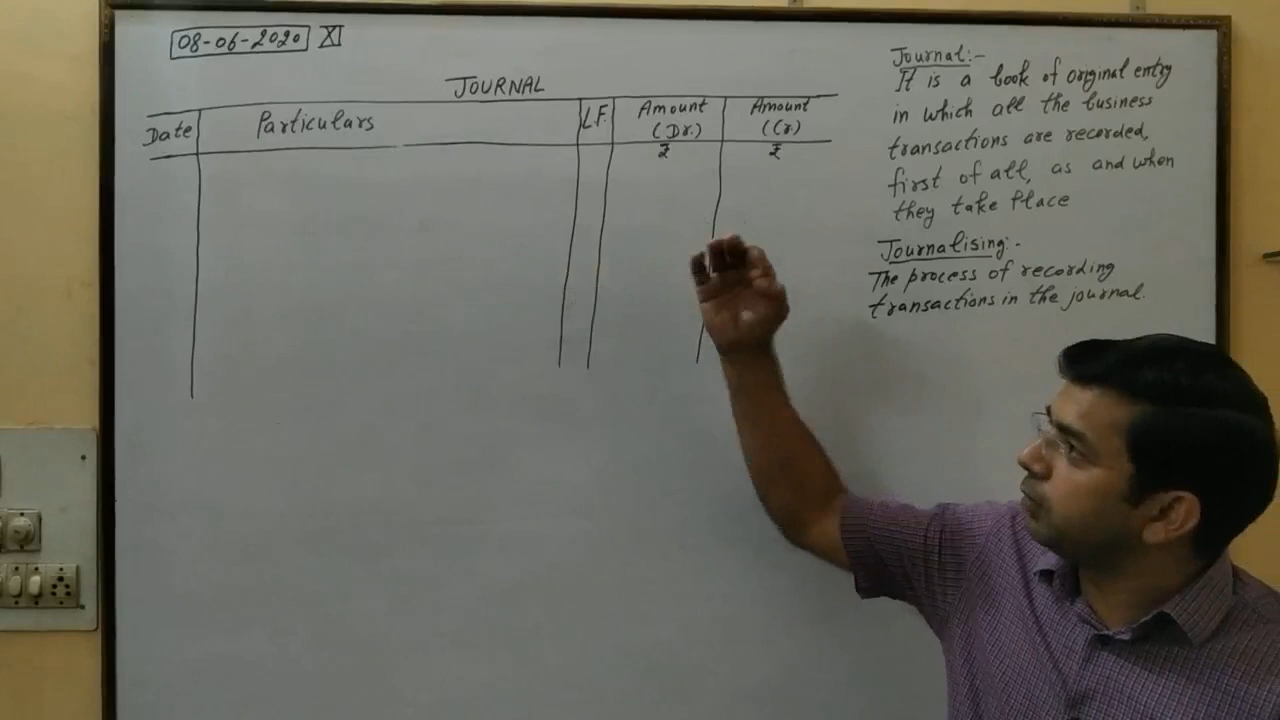 08-06-2020 XI
JOURNAL
Date Particulars L.F. Amount (Dr.) Amount (Cr.)
₹ ₹
Journal:-
It is a book of original entry
in which all the business
transactions are recorded,
first of all, as and when
they take Place
Journalising:-
The process of recording
transactions in the journal.